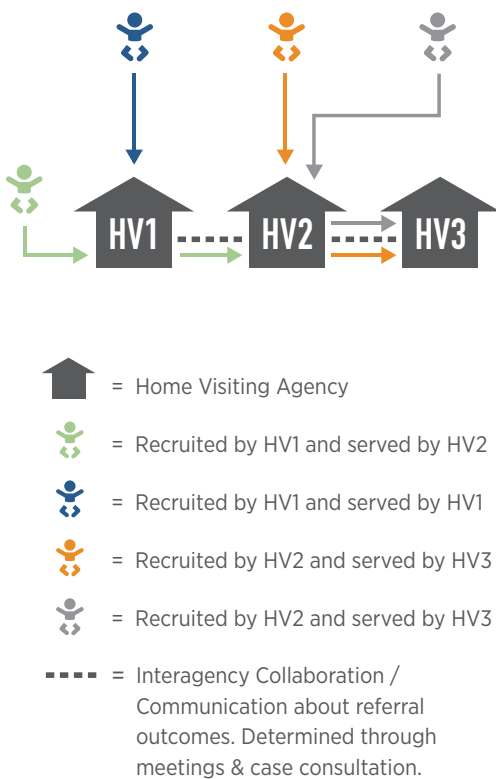 HV1 HV2 HV3
= Home Visiting Agency
= Recruited by HV1 and served by HV2
= Recruited by HV1 and served by HV1
= Recruited by HV2 and served by HV3
= Recruited by HV2 and served by HV3
= Interagency Collaboration /
Communication about referral
outcomes. Determined through
meetings & case consultation.